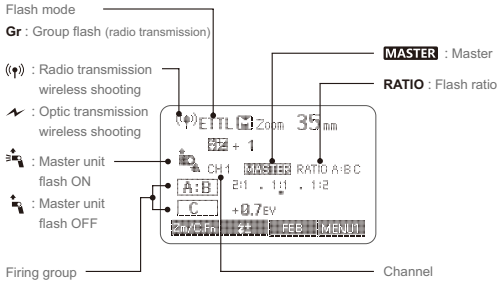 Flash mode
Gr : Group flash (radio transmission)
MASTER : Master
RATIO : Flash ratio
: Radio transmission
wireless shooting
: Optic transmission
wireless shooting
: Master unit
flash ON
: Master unit
flash OFF
Firing group
ETTL Zoom 35mm
+ 1
CH1 MASTER RATIO A:B C
A:B 2:1 . 1:1 . 1:2
C +0.7EV
Zm/C.Fn FEB MENU1
Channel